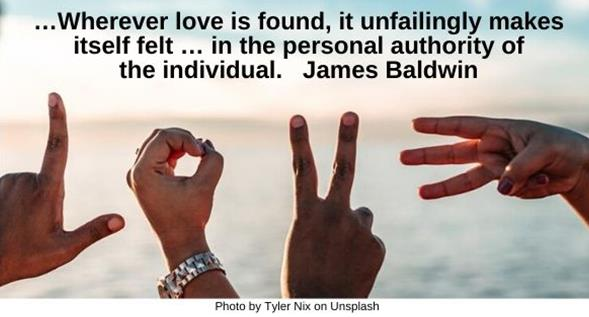 …Wherever love is found, it unfailingly makes
itself felt … in the personal authority of
the individual.   James Baldwin
Photo by Tyler Nix on Unsplash